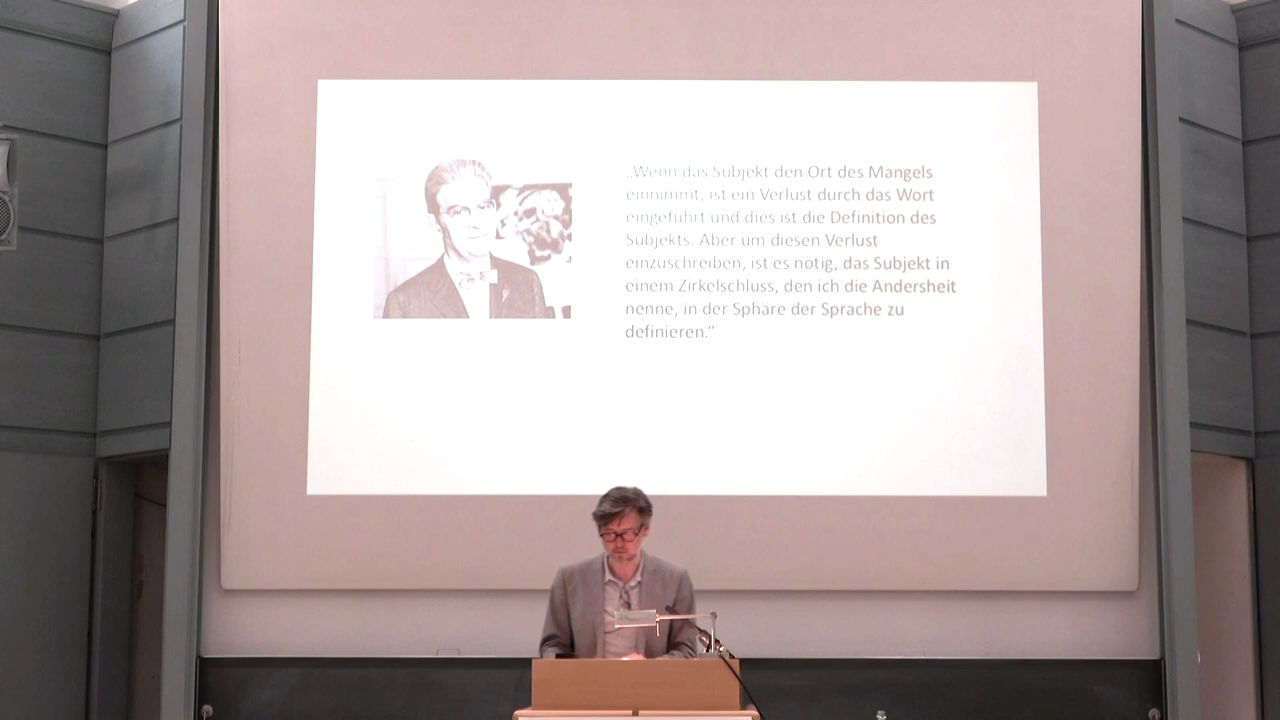 „Wenn das Subjekt den Ort des Mangels
einnimmt, ist ein Verlust durch das Wort
eingeführt und dies ist die Definition des
Subjekts. Aber um diesen Verlust
einzuschreiben, ist es nötig, das Subjekt in
einem Zirkelschluss, den ich die Andersheit
nenne, in der Sphäre der Sprache zu
definieren.“